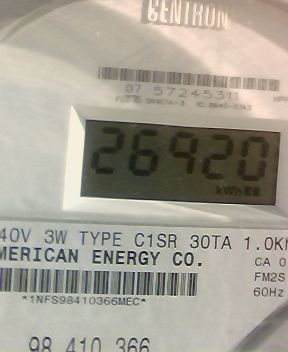 CENTRON
07 57245311
26920
kWh
40V 3W TYPE C1SR 30TA 1.0K
MERICAN ENERGY CO.
CA 0
FM2S
60Hz
*1NFS98410366MEC*
98 410 366